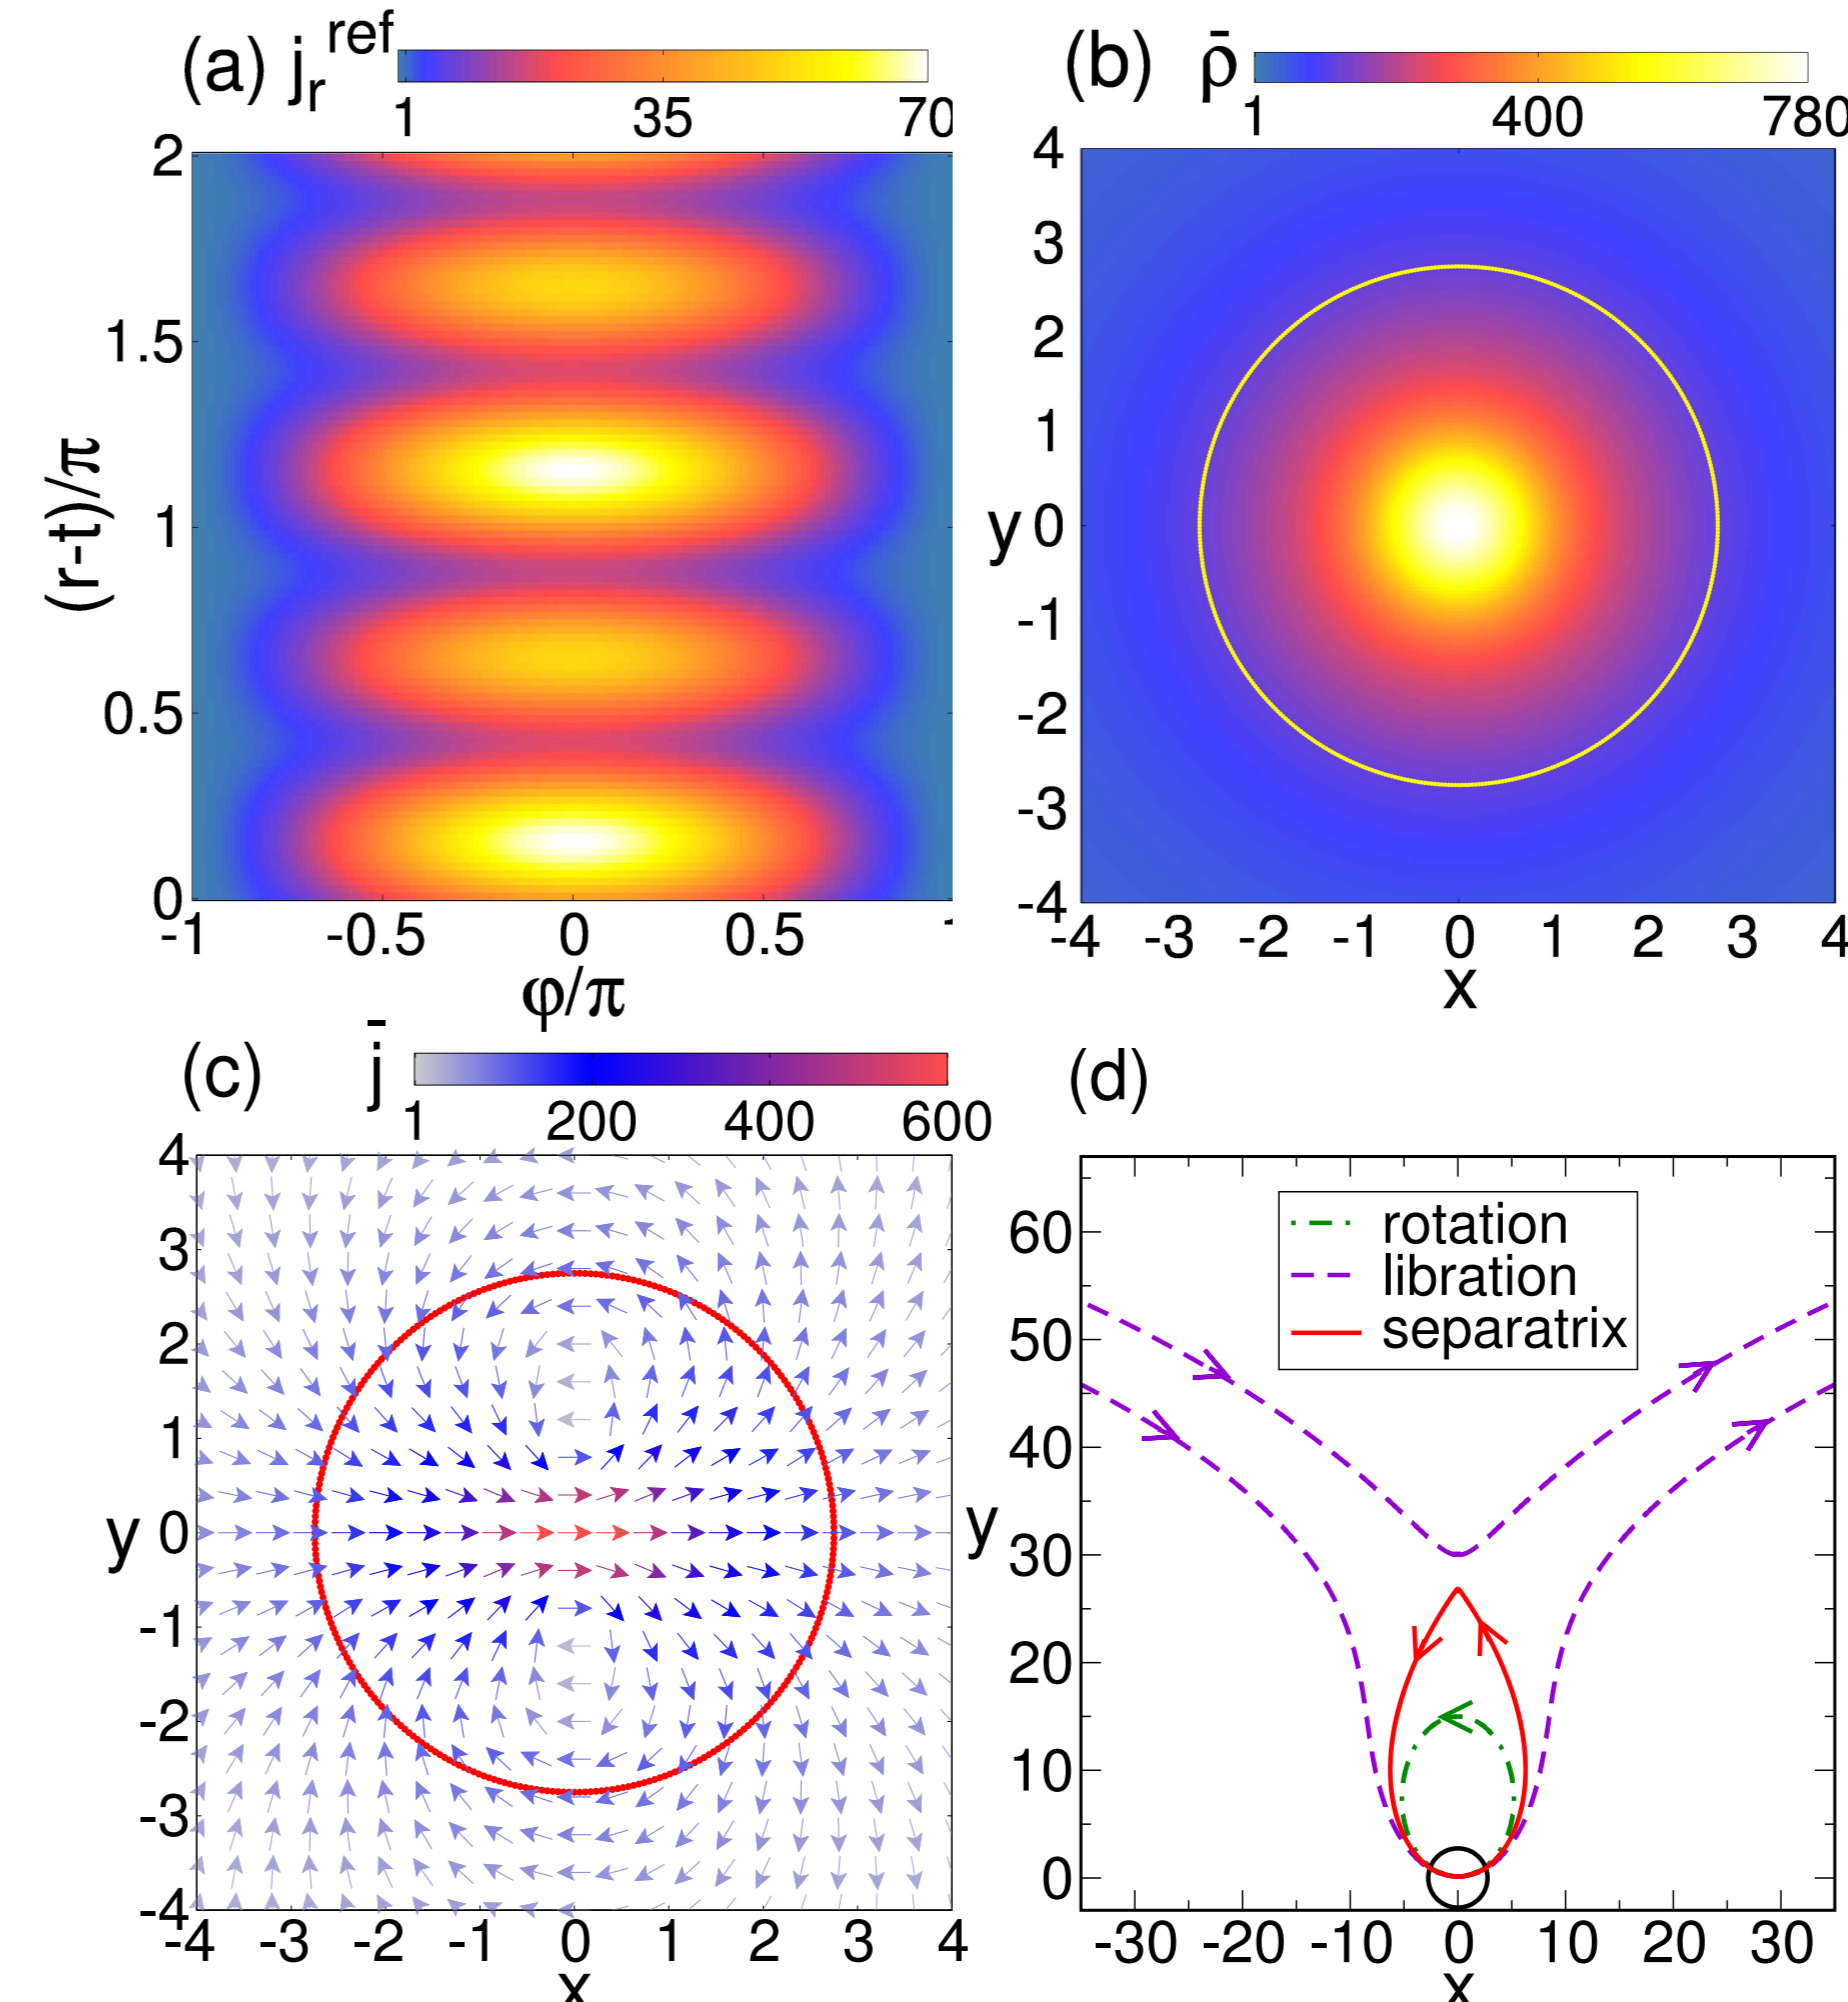 (a) j_r^ref
1 35 70
2
1.5
1
0.5
0
(r-t)/π
-1 -0.5 0 0.5
φ/π
(b) ρ̄
1 400 780
4
3
2
1
y 0
-1
-2
-3
-4
-4 -3 -2 -1 0 1 2 3 4
x
(c) j̄
1 200 400 600
4
3
2
1
y 0
-1
-2
-3
-4
-4 -3 -2 -1 0 1 2 3 4
x
(d)
rotation
libration
separatrix
60
50
40
y
30
20
10
0
-30 -20 -10 0 10 20 30
x